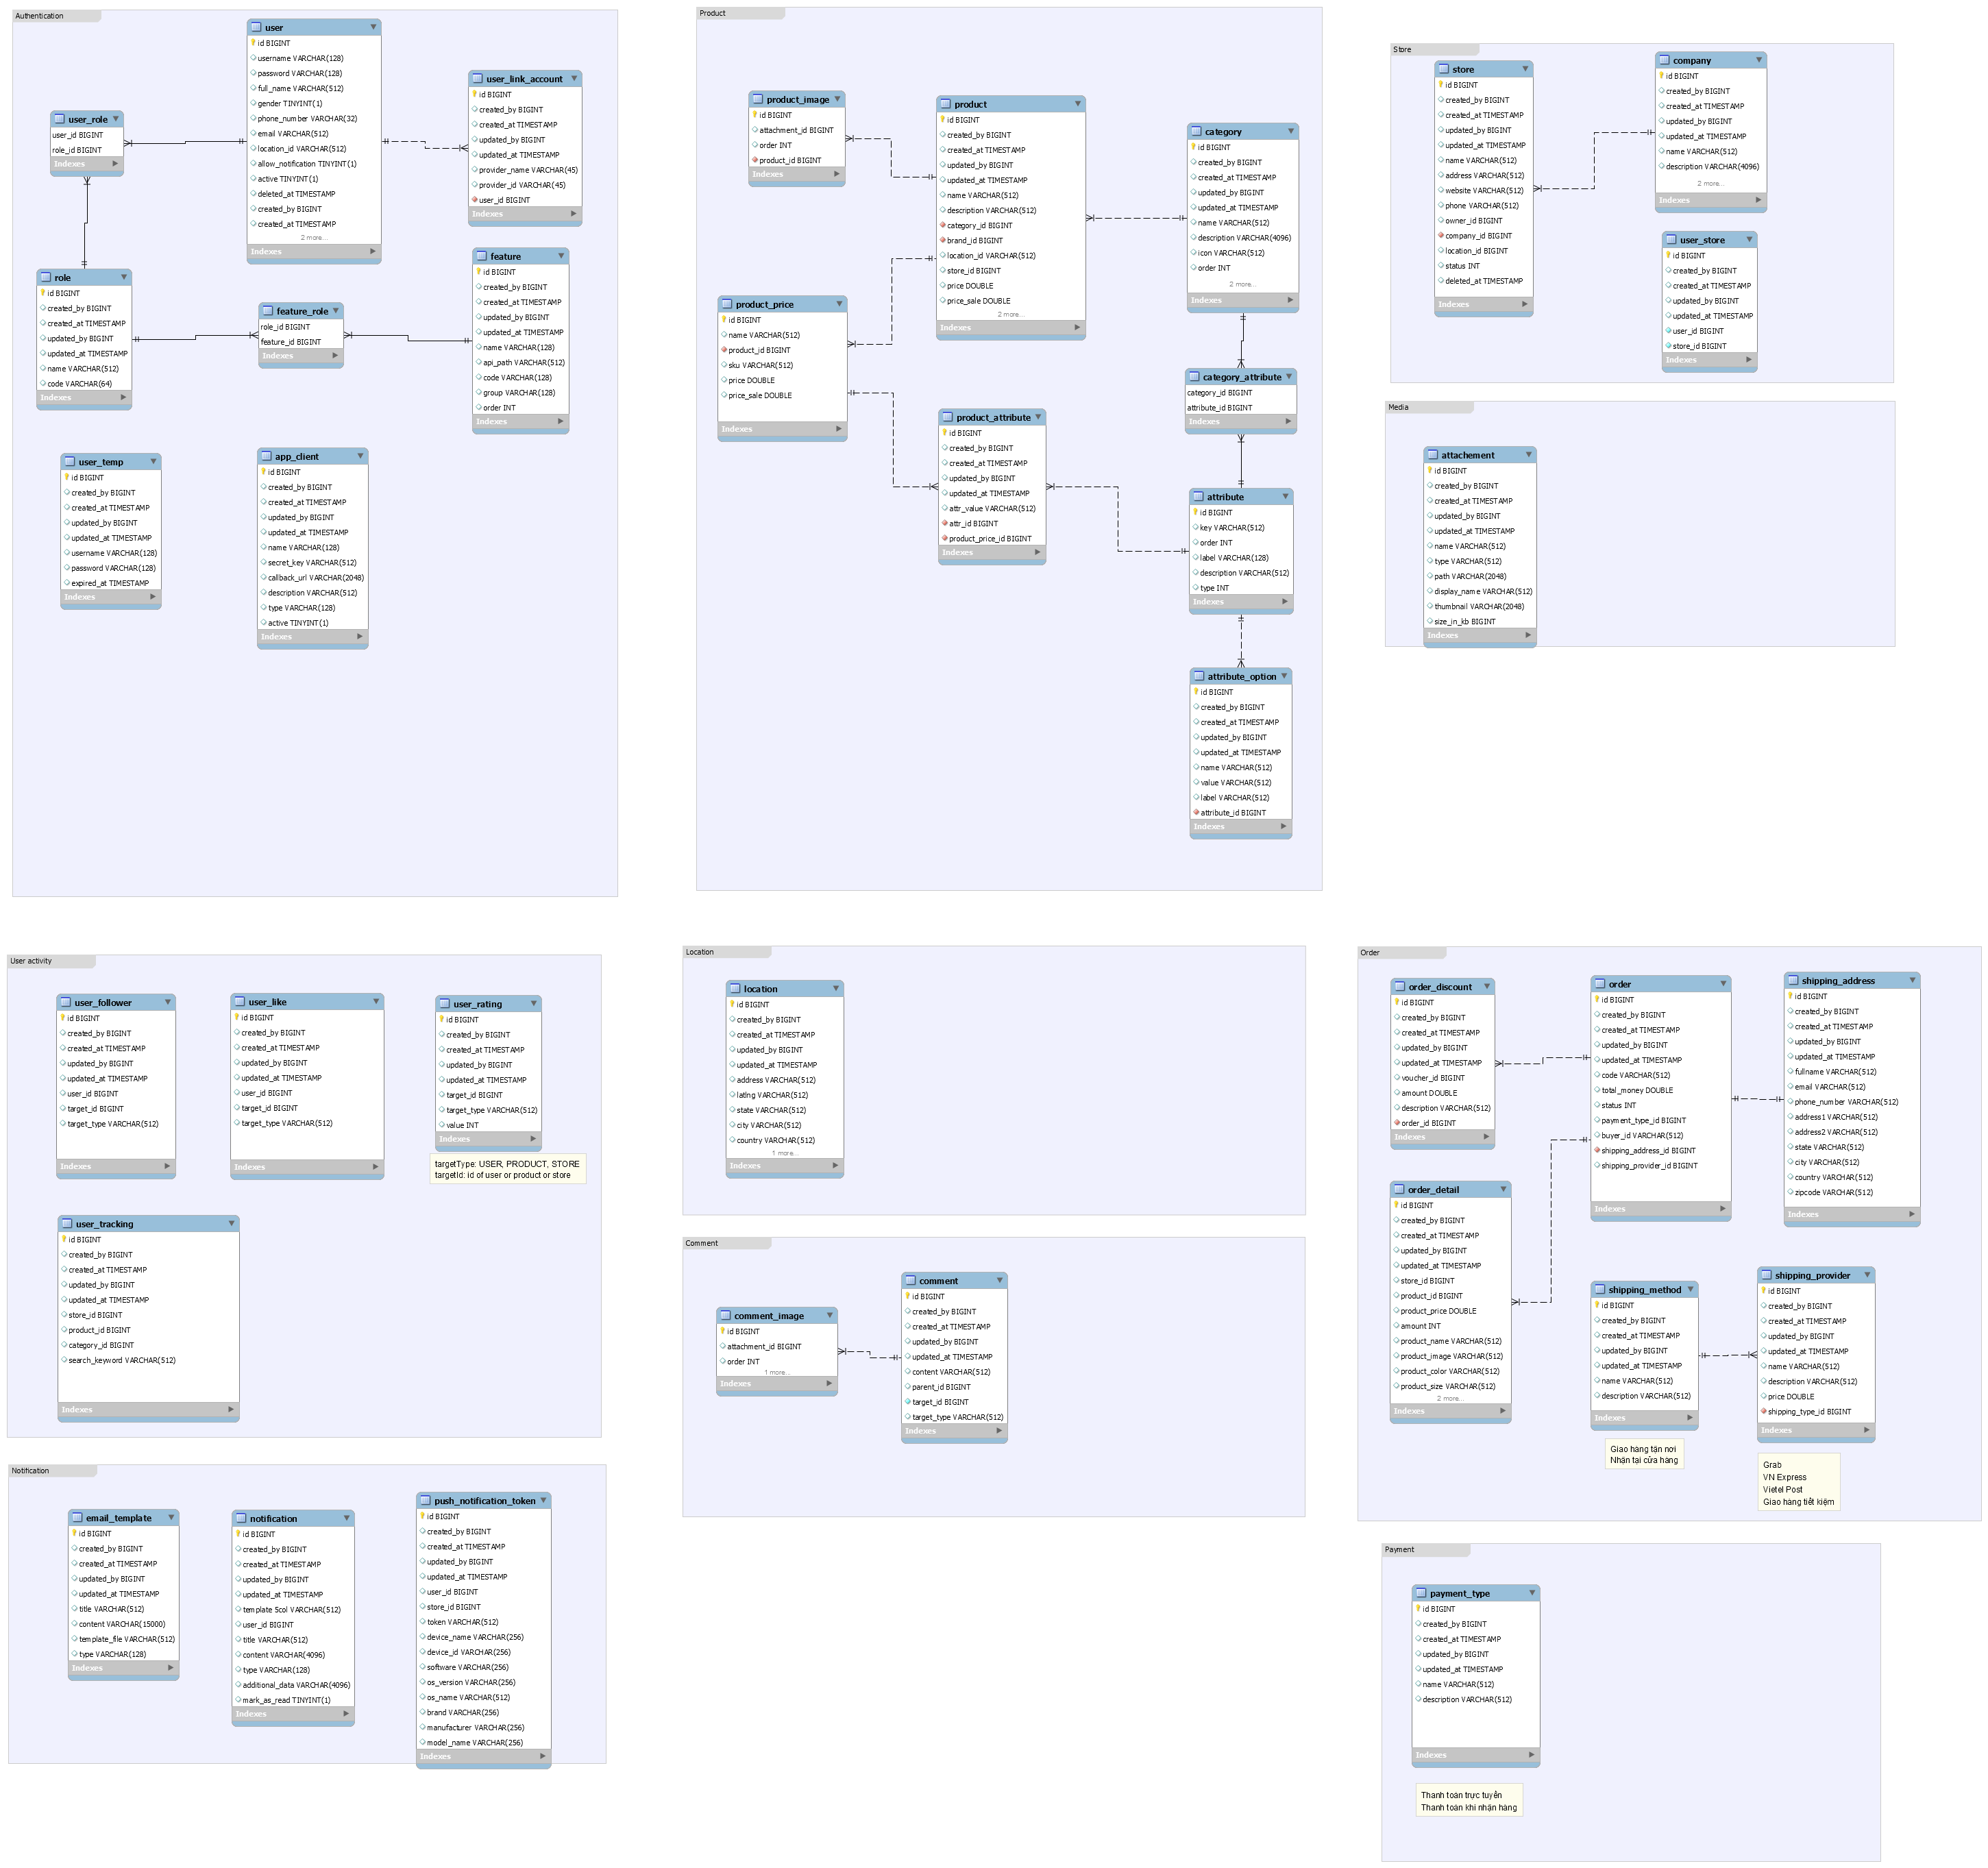 Authentication
user
id BIGINT
username VARCHAR(128)
password VARCHAR(128)
full_name VARCHAR(512)
gender TINYINT(1)
phone_number VARCHAR(32)
email VARCHAR(512)
location_id VARCHAR(512)
allow_notification TINYINT(1)
active TINYINT(1)
deleted_at TIMESTAMP
created_by BIGINT
created_at TIMESTAMP
2 more...
Indexes
user_link_account
id BIGINT
created_by BIGINT
created_at TIMESTAMP
updated_by BIGINT
updated_at TIMESTAMP
provider_name VARCHAR(45)
provider_id VARCHAR(45)
user_id BIGINT
Indexes
user_role
user_id BIGINT
role_id BIGINT
Indexes
role
id BIGINT
created_by BIGINT
created_at TIMESTAMP
updated_by BIGINT
updated_at TIMESTAMP
name VARCHAR(512)
code VARCHAR(64)
Indexes
feature_role
role_id BIGINT
feature_id BIGINT
Indexes
feature
id BIGINT
created_by BIGINT
created_at TIMESTAMP
updated_by BIGINT
updated_at TIMESTAMP
name VARCHAR(128)
api_path VARCHAR(512)
code VARCHAR(128)
group VARCHAR(128)
order INT
Indexes
user_temp
id BIGINT
created_by BIGINT
created_at TIMESTAMP
updated_by BIGINT
updated_at TIMESTAMP
username VARCHAR(128)
password VARCHAR(128)
expired_at TIMESTAMP
Indexes
app_client
id BIGINT
created_by BIGINT
created_at TIMESTAMP
updated_by BIGINT
updated_at TIMESTAMP
name VARCHAR(128)
secret_key VARCHAR(512)
callback_url VARCHAR(2048)
description VARCHAR(512)
type VARCHAR(128)
active TINYINT(1)
Indexes
Product
product_image
id BIGINT
attachment_id BIGINT
order INT
product_id BIGINT
Indexes
product
id BIGINT
created_by BIGINT
created_at TIMESTAMP
updated_by BIGINT
updated_at TIMESTAMP
name VARCHAR(512)
description VARCHAR(512)
category_id BIGINT
brand_id BIGINT
location_id VARCHAR(512)
store_id BIGINT
price DOUBLE
price_sale DOUBLE
2 more...
Indexes
category
id BIGINT
created_by BIGINT
created_at TIMESTAMP
updated_by BIGINT
updated_at TIMESTAMP
name VARCHAR(512)
description VARCHAR(4096)
icon VARCHAR(512)
order INT
2 more...
Indexes
product_price
id BIGINT
name VARCHAR(512)
product_id BIGINT
sku VARCHAR(512)
price DOUBLE
price_sale DOUBLE
Indexes
category_attribute
category_id BIGINT
attribute_id BIGINT
Indexes
product_attribute
id BIGINT
created_by BIGINT
created_at TIMESTAMP
updated_by BIGINT
updated_at TIMESTAMP
attr_value VARCHAR(512)
attr_id BIGINT
product_price_id BIGINT
Indexes
attribute
id BIGINT
key VARCHAR(512)
order INT
label VARCHAR(128)
description VARCHAR(512)
type INT
Indexes
attribute_option
id BIGINT
created_by BIGINT
created_at TIMESTAMP
updated_by BIGINT
updated_at TIMESTAMP
name VARCHAR(512)
value VARCHAR(512)
label VARCHAR(512)
attribute_id BIGINT
Indexes
Store
store
id BIGINT
created_by BIGINT
created_at TIMESTAMP
updated_by BIGINT
updated_at TIMESTAMP
name VARCHAR(512)
address VARCHAR(512)
website VARCHAR(512)
phone VARCHAR(512)
owner_id BIGINT
company_id BIGINT
location_id BIGINT
status INT
deleted_at TIMESTAMP
Indexes
company
id BIGINT
created_by BIGINT
created_at TIMESTAMP
updated_by BIGINT
updated_at TIMESTAMP
name VARCHAR(512)
description VARCHAR(4096)
2 more...
Indexes
user_store
id BIGINT
created_by BIGINT
created_at TIMESTAMP
updated_by BIGINT
updated_at TIMESTAMP
user_id BIGINT
store_id BIGINT
Indexes
Media
attachement
id BIGINT
created_by BIGINT
created_at TIMESTAMP
updated_by BIGINT
updated_at TIMESTAMP
name VARCHAR(512)
type VARCHAR(512)
path VARCHAR(2048)
display_name VARCHAR(512)
thumbnail VARCHAR(2048)
size_in_kb BIGINT
Indexes
User activity
user_follower
id BIGINT
created_by BIGINT
created_at TIMESTAMP
updated_by BIGINT
updated_at TIMESTAMP
user_id BIGINT
target_id BIGINT
target_type VARCHAR(512)
Indexes
user_like
id BIGINT
created_by BIGINT
created_at TIMESTAMP
updated_by BIGINT
updated_at TIMESTAMP
user_id BIGINT
target_id BIGINT
target_type VARCHAR(512)
Indexes
user_rating
id BIGINT
created_by BIGINT
created_at TIMESTAMP
updated_by BIGINT
updated_at TIMESTAMP
target_id BIGINT
target_type VARCHAR(512)
value INT
Indexes
targetType: USER, PRODUCT, STORE
targetId: id of user or product or store
user_tracking
id BIGINT
created_by BIGINT
created_at TIMESTAMP
updated_by BIGINT
updated_at TIMESTAMP
store_id BIGINT
product_id BIGINT
category_id BIGINT
search_keyword VARCHAR(512)
Indexes
Location
location
id BIGINT
created_by BIGINT
created_at TIMESTAMP
updated_by BIGINT
updated_at TIMESTAMP
address VARCHAR(512)
latlng VARCHAR(512)
state VARCHAR(512)
city VARCHAR(512)
country VARCHAR(512)
1 more...
Indexes
Comment
comment_image
id BIGINT
attachment_id BIGINT
order INT
1 more...
Indexes
comment
id BIGINT
created_by BIGINT
created_at TIMESTAMP
updated_by BIGINT
updated_at TIMESTAMP
content VARCHAR(512)
parent_id BIGINT
target_id BIGINT
target_type VARCHAR(512)
Indexes
Order
order_discount
id BIGINT
created_by BIGINT
created_at TIMESTAMP
updated_by BIGINT
updated_at TIMESTAMP
voucher_id BIGINT
amount DOUBLE
description VARCHAR(512)
order_id BIGINT
Indexes
order
id BIGINT
created_by BIGINT
created_at TIMESTAMP
updated_by BIGINT
updated_at TIMESTAMP
code VARCHAR(512)
total_money DOUBLE
status INT
payment_type_id BIGINT
buyer_id VARCHAR(512)
shipping_address_id BIGINT
shipping_provider_id BIGINT
Indexes
shipping_address
id BIGINT
created_by BIGINT
created_at TIMESTAMP
updated_by BIGINT
updated_at TIMESTAMP
fullname VARCHAR(512)
email VARCHAR(512)
phone_number VARCHAR(512)
address1 VARCHAR(512)
address2 VARCHAR(512)
state VARCHAR(512)
city VARCHAR(512)
country VARCHAR(512)
zipcode VARCHAR(512)
Indexes
order_detail
id BIGINT
created_by BIGINT
created_at TIMESTAMP
updated_by BIGINT
updated_at TIMESTAMP
store_id BIGINT
product_id BIGINT
product_price DOUBLE
amount INT
product_name VARCHAR(512)
product_image VARCHAR(512)
product_color VARCHAR(512)
product_size VARCHAR(512)
2 more...
Indexes
shipping_method
id BIGINT
created_by BIGINT
created_at TIMESTAMP
updated_by BIGINT
updated_at TIMESTAMP
name VARCHAR(512)
description VARCHAR(512)
Indexes
Giao hàng tận nơi
Nhận tại cửa hàng
shipping_provider
id BIGINT
created_by BIGINT
created_at TIMESTAMP
updated_by BIGINT
updated_at TIMESTAMP
name VARCHAR(512)
description VARCHAR(512)
price DOUBLE
shipping_type_id BIGINT
Indexes
Grab
VN Express
Vietel Post
Giao hàng tiết kiệm
Notification
email_template
id BIGINT
created_by BIGINT
created_at TIMESTAMP
updated_by BIGINT
updated_at TIMESTAMP
title VARCHAR(512)
content VARCHAR(15000)
template_file VARCHAR(512)
type VARCHAR(128)
Indexes
notification
id BIGINT
created_by BIGINT
created_at TIMESTAMP
updated_by BIGINT
updated_at TIMESTAMP
template Scol VARCHAR(512)
user_id BIGINT
title VARCHAR(512)
content VARCHAR(4096)
type VARCHAR(128)
additional_data VARCHAR(4096)
mark_as_read TINYINT(1)
Indexes
push_notification_token
id BIGINT
created_by BIGINT
created_at TIMESTAMP
updated_by BIGINT
updated_at TIMESTAMP
user_id BIGINT
store_id BIGINT
token VARCHAR(512)
device_name VARCHAR(256)
device_id VARCHAR(256)
software VARCHAR(256)
os_version VARCHAR(256)
os_name VARCHAR(512)
brand VARCHAR(256)
manufacturer VARCHAR(256)
model_name VARCHAR(256)
Indexes
Payment
payment_type
id BIGINT
created_by BIGINT
created_at TIMESTAMP
updated_by BIGINT
updated_at TIMESTAMP
name VARCHAR(512)
description VARCHAR(512)
Indexes
Thanh toán trực tuyến
Thanh toán khi nhận hàng